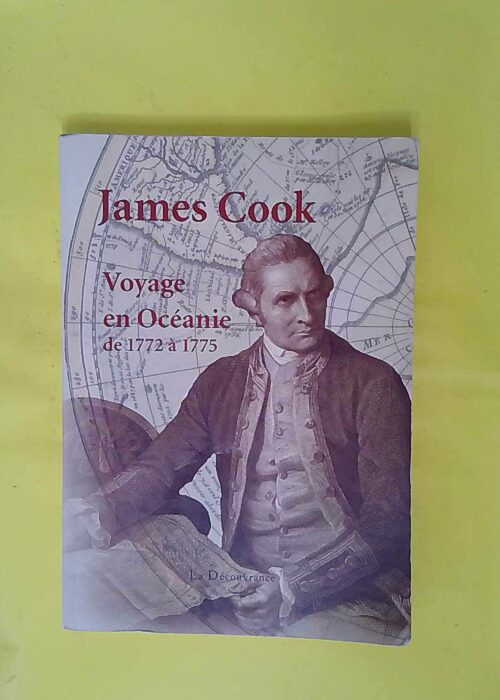 James Cook
Voyage
en Océanie
de 1772 à 1775
La Découvrance